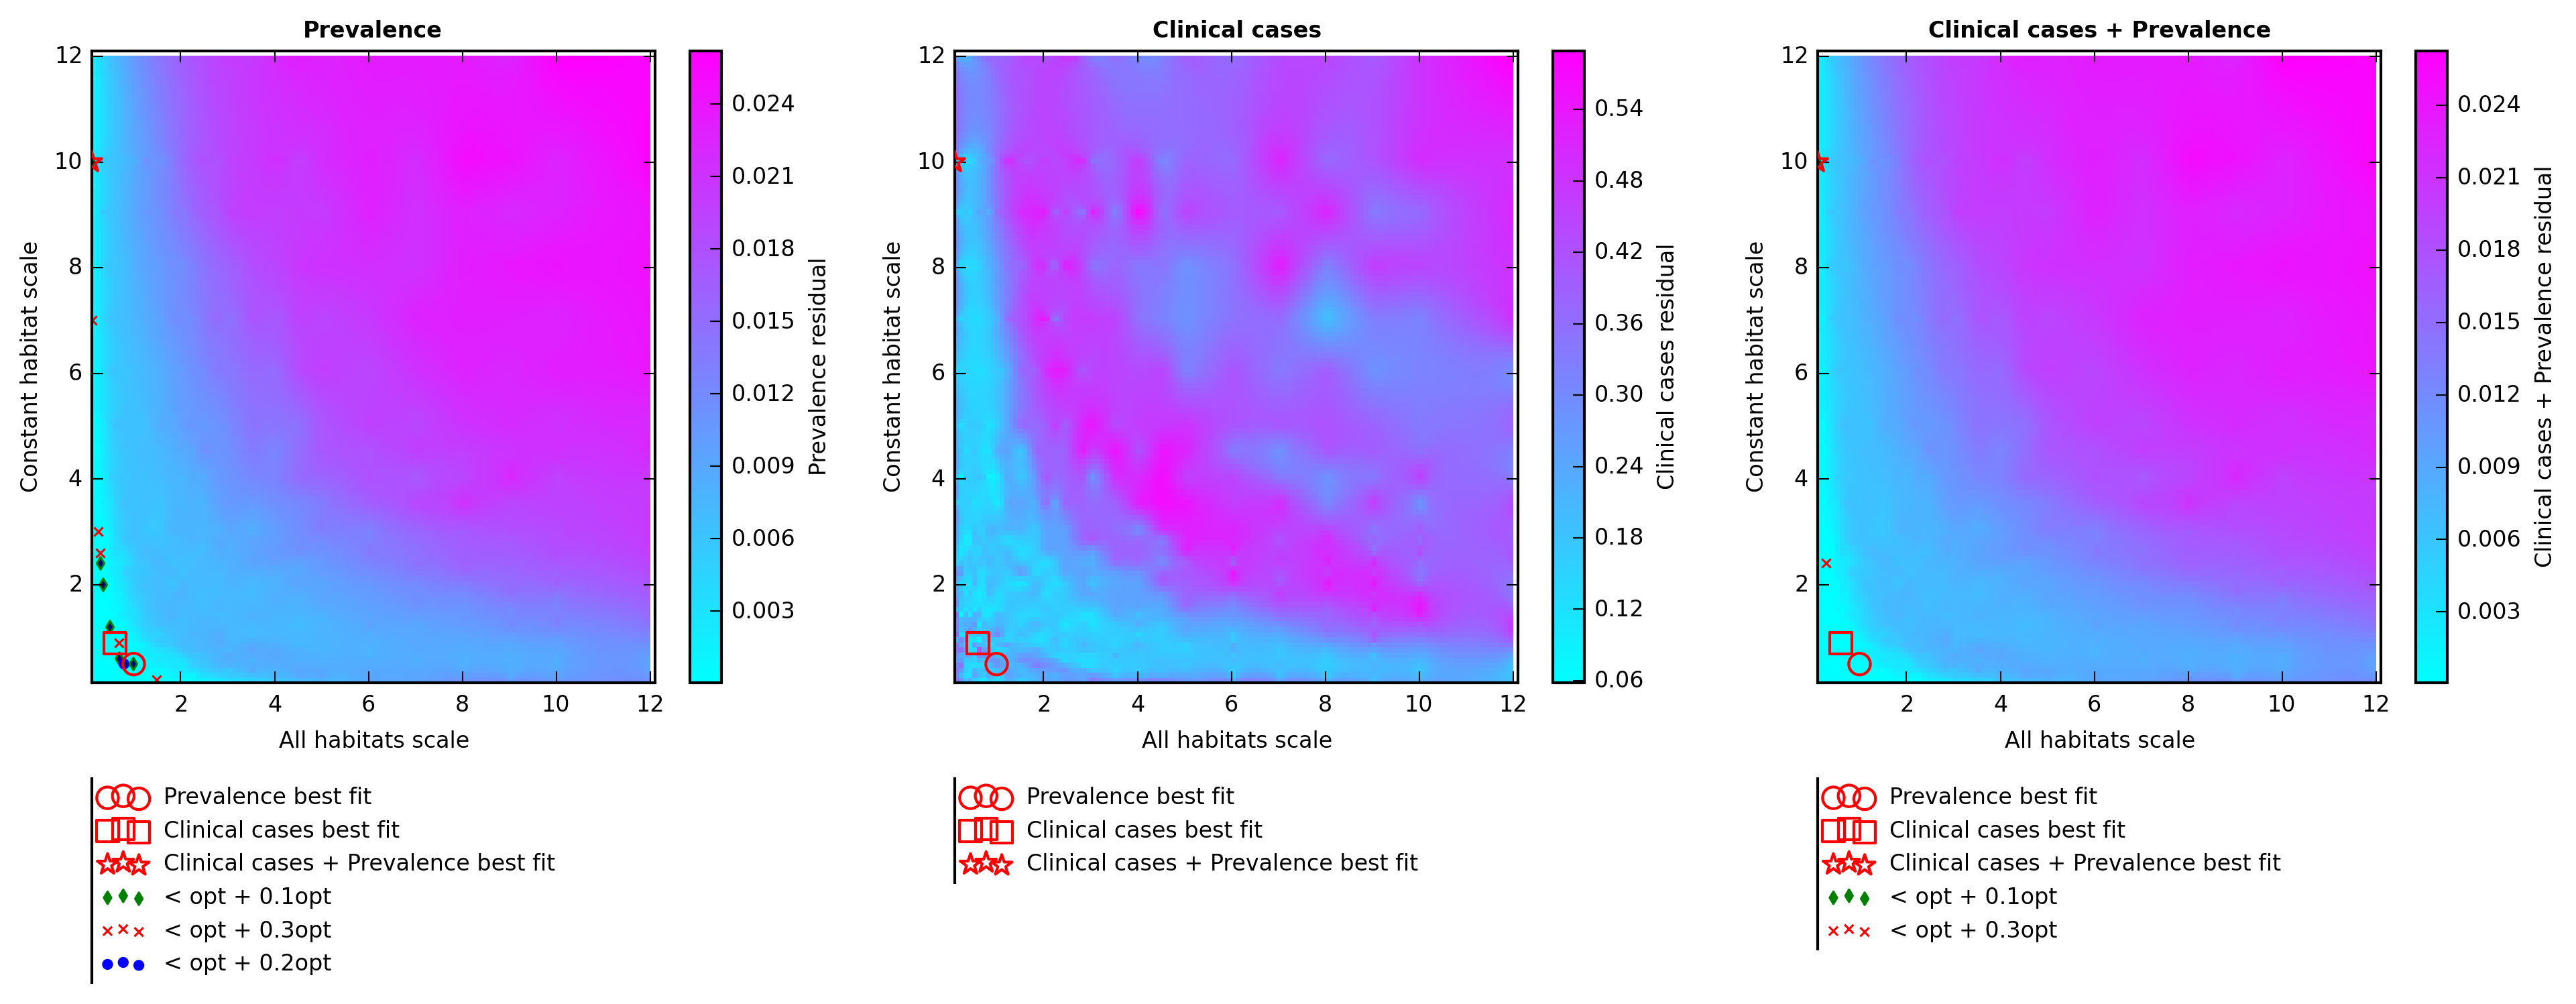 Prevalence
12
10
8
6
4
2
Constant habitat scale
2 4 6 8 10 12
All habitats scale
0.024
0.021
0.018
0.015
0.012
0.009
0.006
0.003
Prevalence residual
Prevalence best fit
Clinical cases best fit
Clinical cases + Prevalence best fit
< opt + 0.1opt
< opt + 0.3opt
< opt + 0.2opt
Clinical cases
12
10
8
6
4
2
Constant habitat scale
2 4 6 8 10 12
All habitats scale
0.54
0.48
0.42
0.36
0.30
0.24
0.18
0.12
0.06
Clinical cases residual
Prevalence best fit
Clinical cases best fit
Clinical cases + Prevalence best fit
Clinical cases + Prevalence
12
10
8
6
4
2
Constant habitat scale
2 4 6 8 10 12
All habitats scale
0.024
0.021
0.018
0.015
0.012
0.009
0.006
0.003
Clinical cases + Prevalence residual
Prevalence best fit
Clinical cases best fit
Clinical cases + Prevalence best fit
< opt + 0.1opt
< opt + 0.3opt